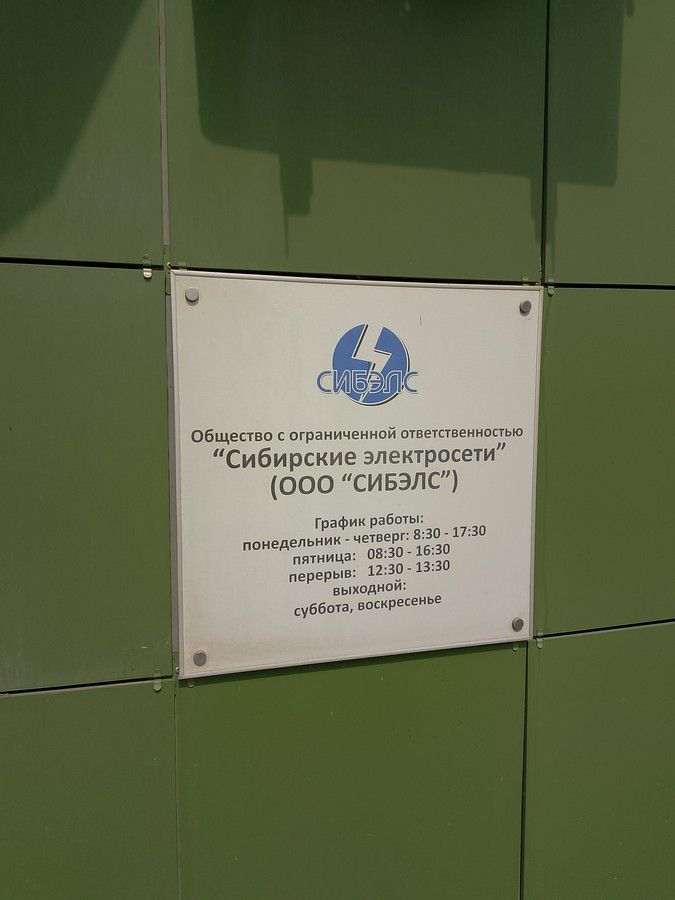 СИБЭЛС
Общество с ограниченной ответственностью
“Сибирские электросети”
(ООО “СИБЭЛС”)
График работы:
понедельник - четверг: 8:30 - 17:30
пятница: 08:30 - 16:30
перерыв: 12:30 - 13:30
выходной:
суббота, воскресенье